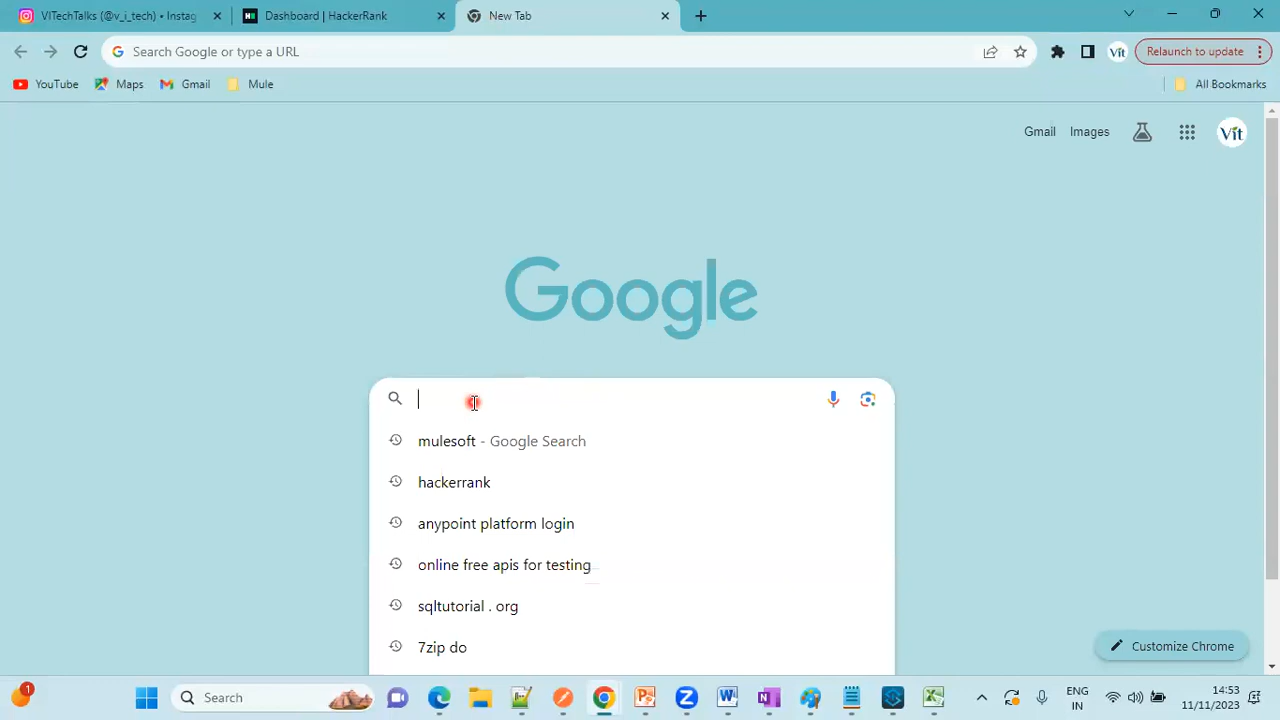 VITechTalks (@v_i_tech) • Instag
Dashboard | HackerRank
New Tab
Search Google or type a URL
Vit
Relaunch to update
YouTube
Maps
Gmail
Mule
All Bookmarks
Gmail
Images
Vit
Google
mulesoft - Google Search
hackerrank
anypoint platform login
online free apis for testing
sqltutorial . org
7zip do
Customize Chrome
1
Search
ENG
IN
14:53
11/11/2023